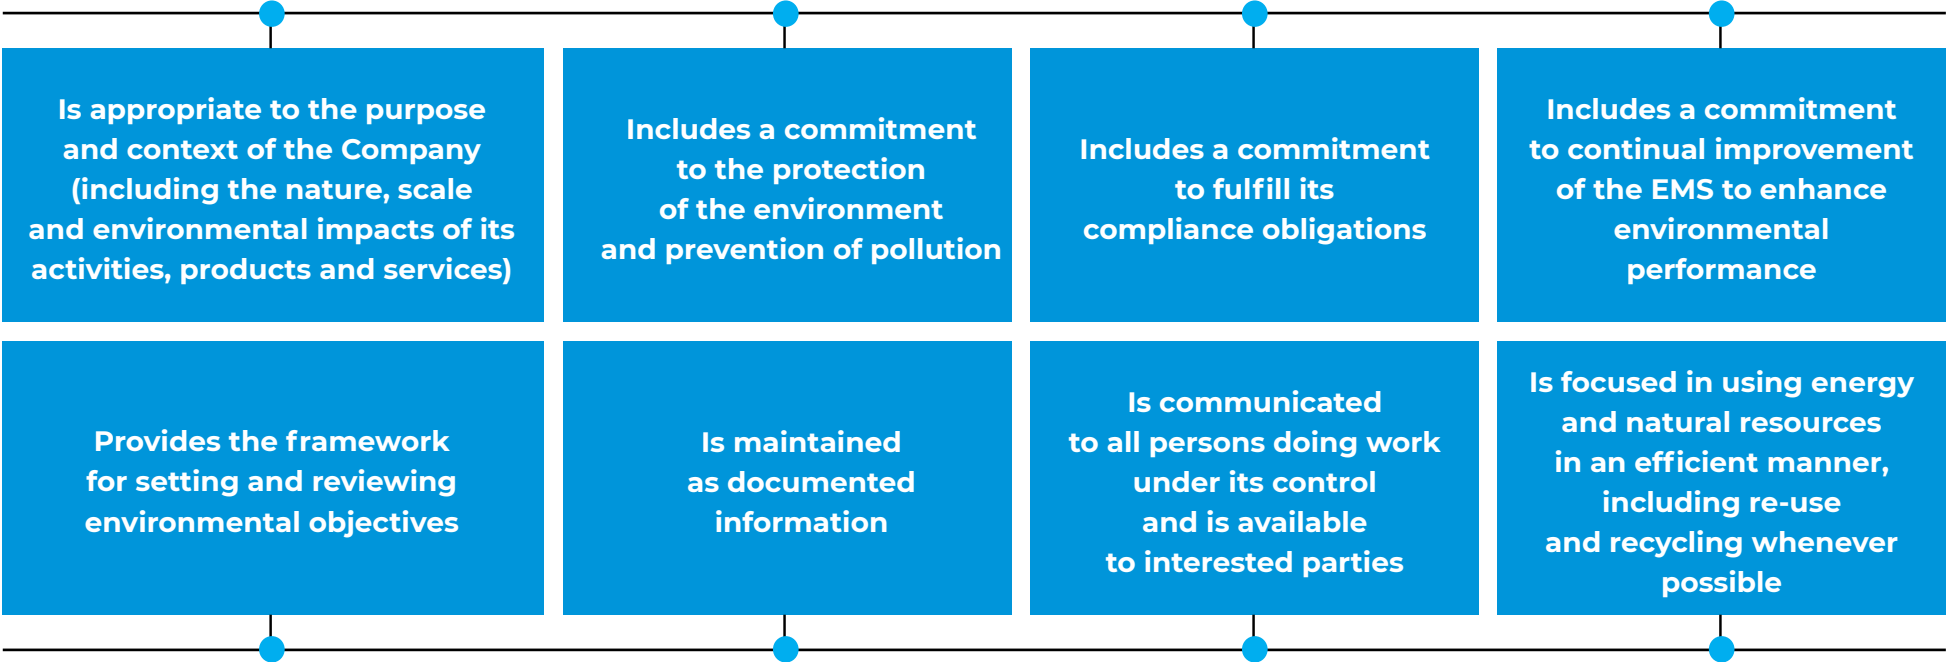 Is appropriate to the purpose
and context of the Company
(including the nature, scale
and environmental impacts of its
activities, products and services)
Includes a commitment
to the protection
of the environment
and prevention of pollution
Includes a commitment
to fulfill its
compliance obligations
Includes a commitment
to continual improvement
of the EMS to enhance
environmental
performance
Provides the framework
for setting and reviewing
environmental objectives
Is maintained
as documented
information
Is communicated
to all persons doing work
under its control
and is available
to interested parties
Is focused in using energy
and natural resources
in an efficient manner,
including re-use
and recycling whenever
possible